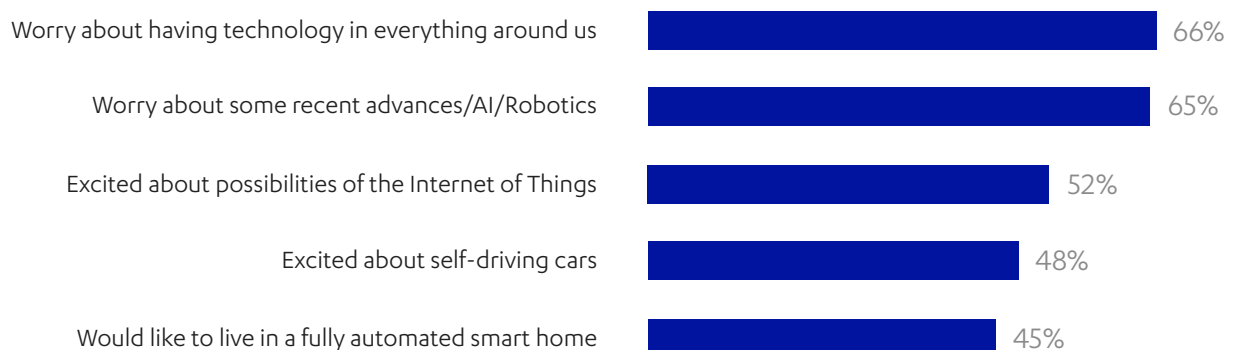 Worry about having technology in everything around us 66%
Worry about some recent advances/AI/Robotics 65%
Excited about possibilities of the Internet of Things 52%
Excited about self-driving cars 48%
Would like to live in a fully automated smart home 45%